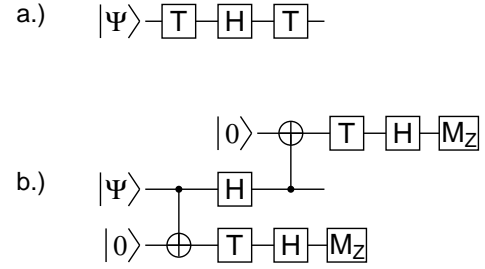 a.) |Ψ⟩ T H T
|0⟩ T H M_Z
b.) |Ψ⟩ H
|0⟩ T H M_Z